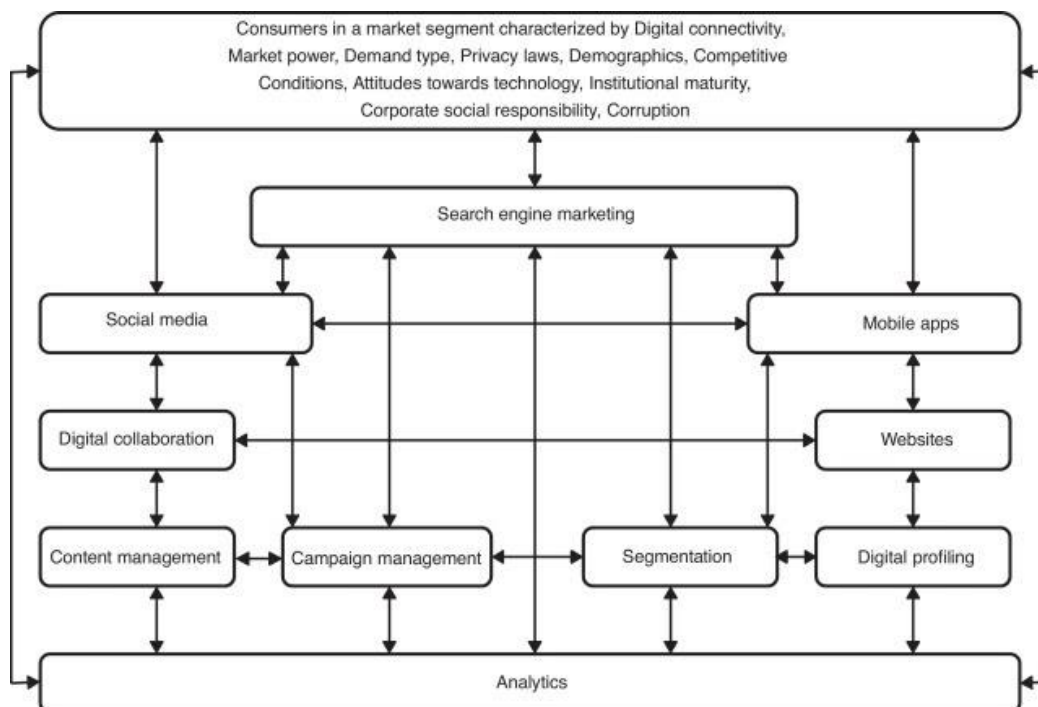 Consumers in a market segment characterized by Digital connectivity,
Market power, Demand type, Privacy laws, Demographics, Competitive
Conditions, Attitudes towards technology, Institutional maturity,
Corporate social responsibility, Corruption
Search engine marketing
Social media
Mobile apps
Digital collaboration
Websites
Content management
Campaign management
Segmentation
Digital profiling
Analytics